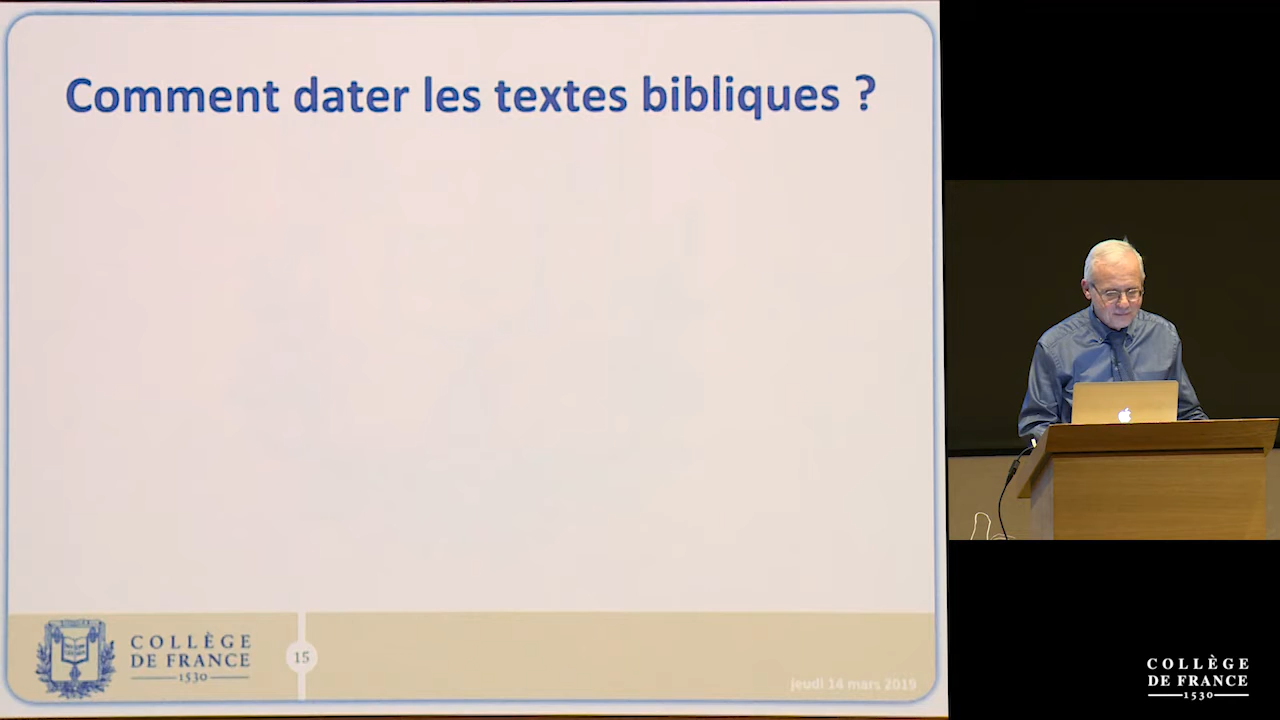 Comment dater les textes bibliques ?
COLLÈGE
DE FRANCE
1530
15
jeudi 14 mars 2019
COLLÈGE
DE FRANCE
1530